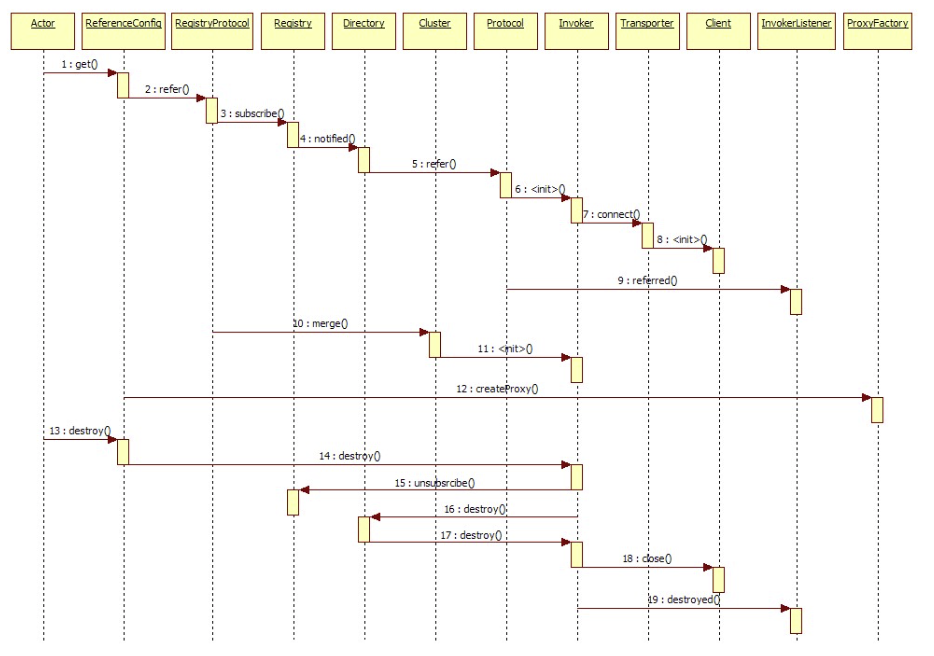 Actor ReferenceConfig RegistryProtocol Registry Directory Cluster Protocol Invoker Transporter Client InvokerListener ProxyFactory
1 : get()
2 : refer()
3 : subscribe()
4 : notified()
5 : refer()
6 : <init>()
7 : connect()
8 : <init>()
9 : referred()
10 : merge()
11 : <init>()
12 : createProxy()
13 : destroy()
14 : destroy()
15 : unsubsrcibe()
16 : destroy()
17 : destroy()
18 : close()
19 : destroyed()